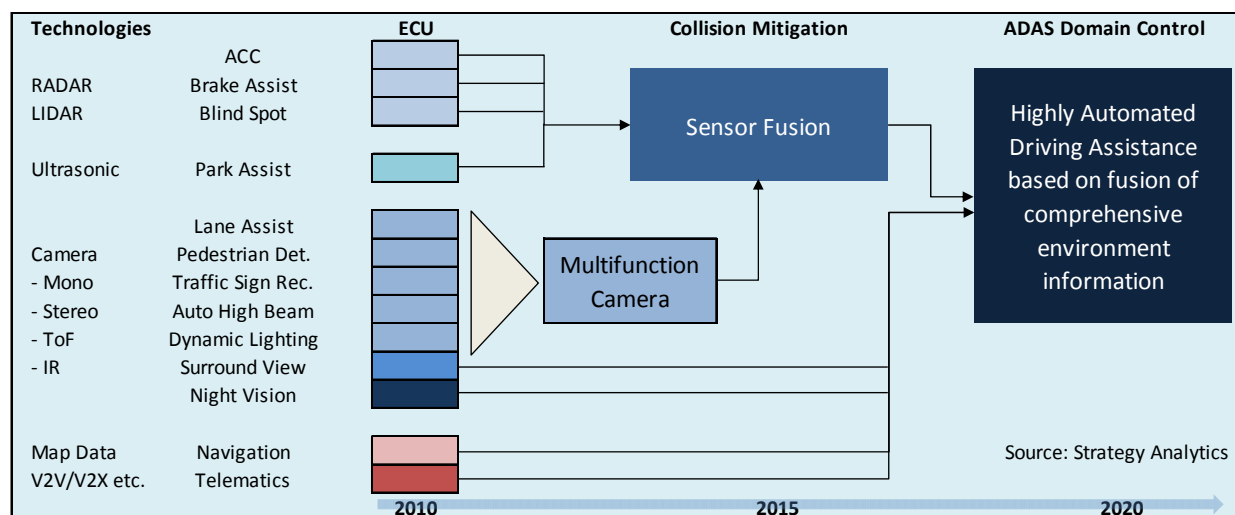 Technologies ECU Collision Mitigation ADAS Domain Control
ACC
RADAR Brake Assist
LIDAR Blind Spot
Ultrasonic Park Assist
Lane Assist
Camera Pedestrian Det.
- Mono Traffic Sign Rec.
- Stereo Auto High Beam
- ToF Dynamic Lighting
- IR Surround View
Night Vision
Map Data Navigation
V2V/V2X etc. Telematics
Multifunction
Camera
Sensor Fusion
Highly Automated
Driving Assistance
based on fusion of
comprehensive
environment
information
Source: Strategy Analytics
2010 2015 2020